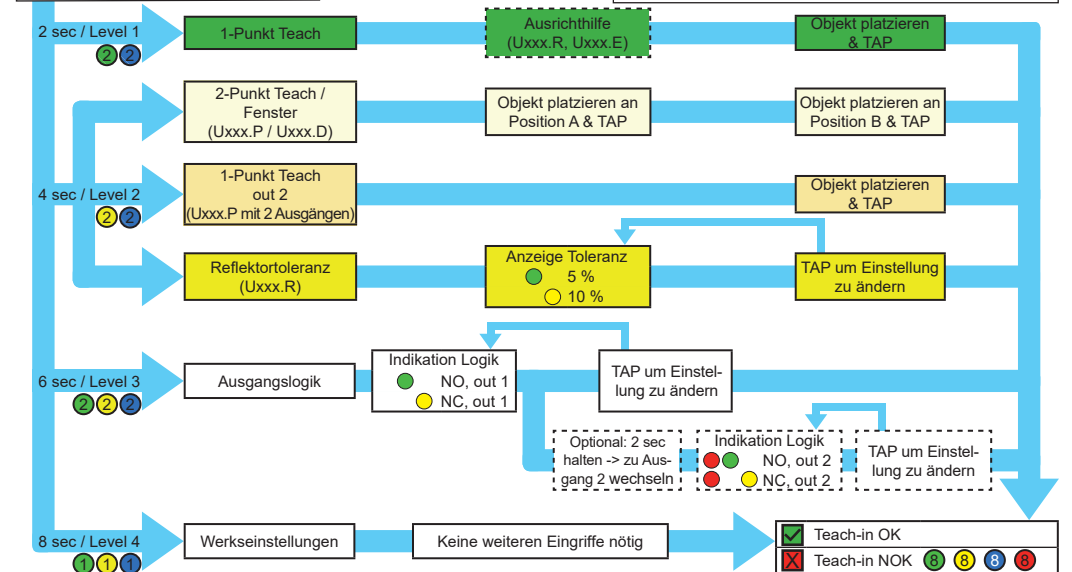 2 sec / Level 1
2 2
1-Punkt Teach
Ausrichthilfe
(Uxxx.R, Uxxx.E)
Objekt platzieren
& TAP
2-Punkt Teach /
Fenster
(Uxxx.P / Uxxx.D)
Objekt platzieren an
Position A & TAP
Objekt platzieren an
Position B & TAP
4 sec / Level 2
2 2
1-Punkt Teach
out 2
(Uxxx.P mit 2 Ausgängen)
Objekt platzieren
& TAP
Reflektortoleranz
(Uxxx.R)
Anzeige Toleranz
5 %
10 %
TAP um Einstellung
zu ändern
6 sec / Level 3
2 2 2
Ausgangslogik
Indikation Logik
NO, out 1
NC, out 1
TAP um Einstel-
lung zu ändern
Optional: 2 sec
halten -> zu Aus-
gang 2 wechseln
Indikation Logik
NO, out 2
NC, out 2
TAP um Einstel-
lung zu ändern
8 sec / Level 4
1 1 1
Werkseinstellungen
Keine weiteren Eingriffe nötig
Teach-in OK
Teach-in NOK 8 8 8 8